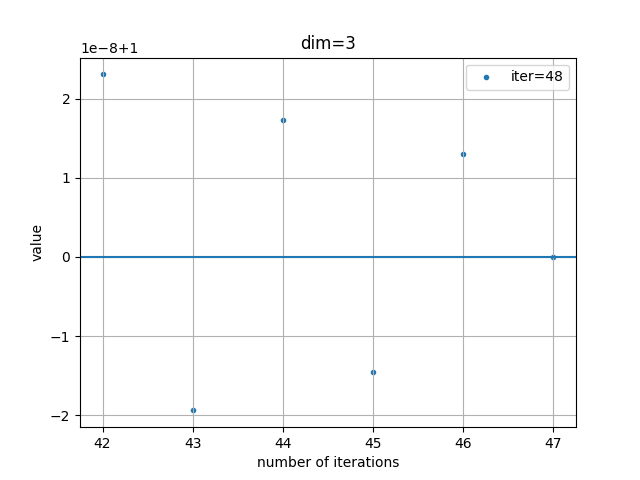 dim=3
1e−8+1
iter=48
2
1
0
−1
−2
value
42 43 44 45 46 47
number of iterations